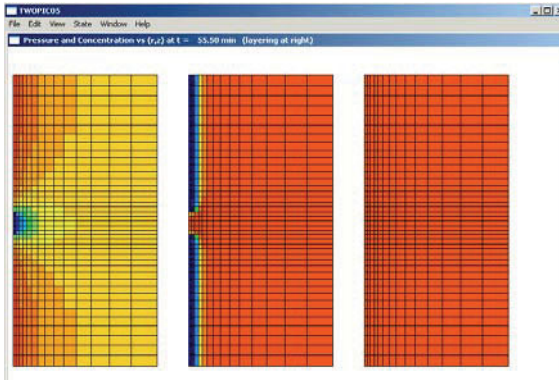 TWOPIC05
File Edit View State Window Help
Pressure and Concentration vs (r,z) at t = 55.50 min (layering at right)